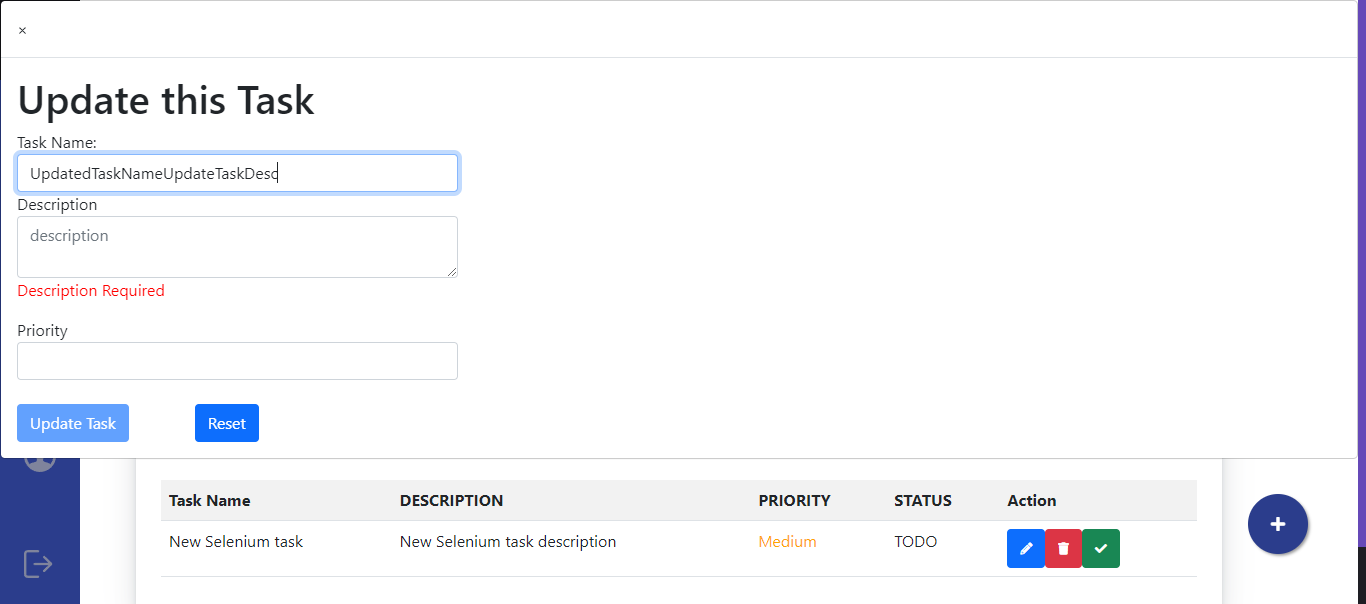 ×
Update this Task
Task Name:
UpdatedTaskNameUpdateTaskDesc
Description
description
Description Required
Priority
Update Task Reset
Task Name DESCRIPTION PRIORITY STATUS Action
New Selenium task New Selenium task description Medium TODO